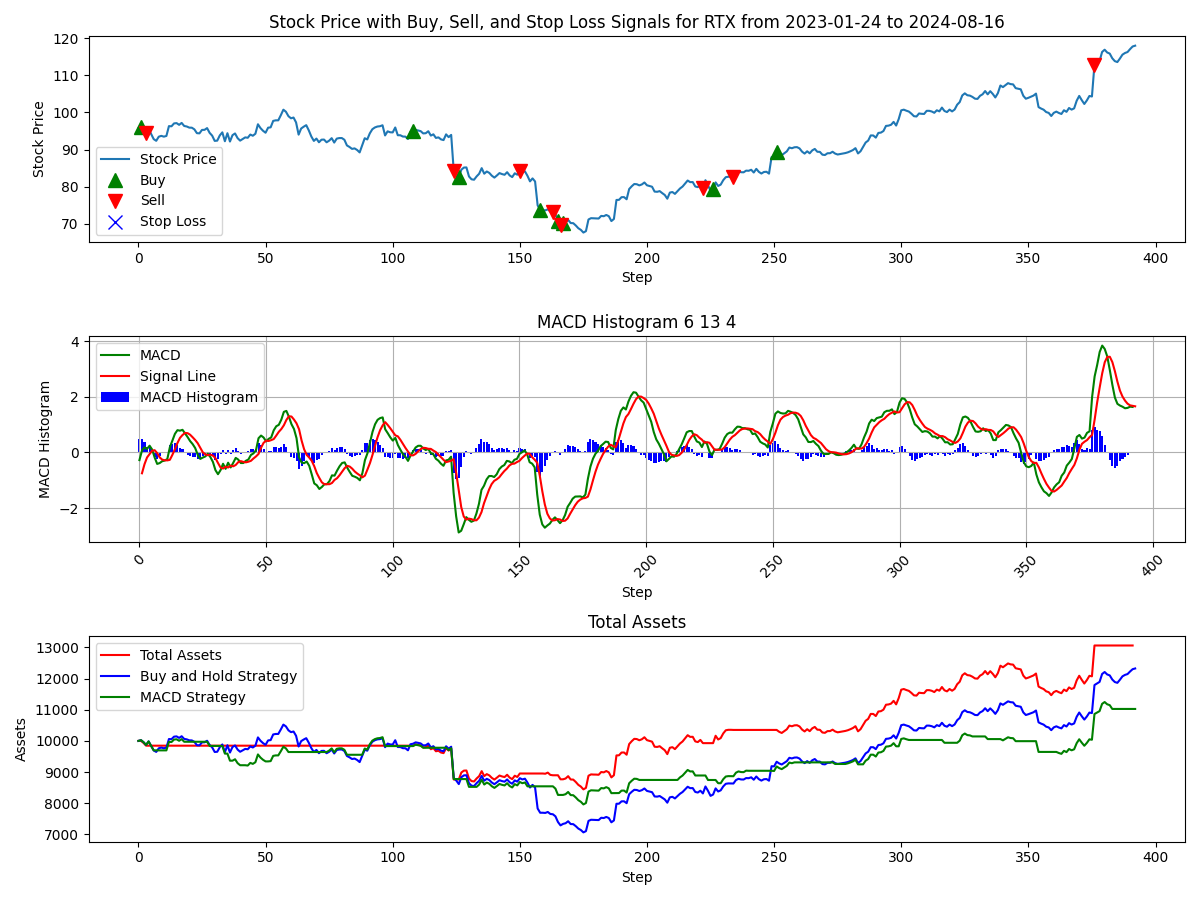 Stock Price with Buy, Sell, and Stop Loss Signals for RTX from 2023-01-24 to 2024-08-16
120
110
100
90
80
70
Stock Price
Stock Price
Buy
Sell
Stop Loss
0 50 100 150 200 250 300 350 400
Step
MACD Histogram 6 13 4
4
2
0
−2
MACD Histogram
MACD
Signal Line
MACD Histogram
0 50 100 150 200 250 300 350 400
Step
Total Assets
13000
12000
11000
10000
9000
8000
7000
Assets
Total Assets
Buy and Hold Strategy
MACD Strategy
0 50 100 150 200 250 300 350 400
Step